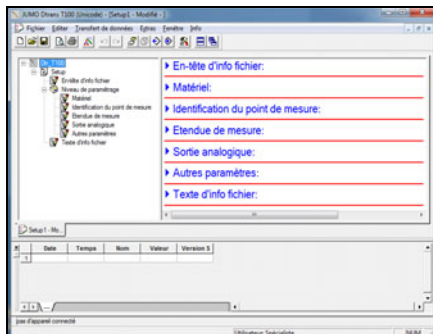 JUMO Dtrans T100 (Unicode) - [Setup1 - Modifié -]
Fichier Editer Transfert de données Extras Fenêtre Info
Dtr_T100
Setup
En-tête d'info fichier
Niveau de paramétrage
Matériel
Identification du point de mesure
Etendue de mesure
Sortie analogique
Autres paramètres
Texte d'info fichier
En-tête d'info fichier:
Matériel:
Identification du point de mesure:
Etendue de mesure:
Sortie analogique:
Autres paramètres:
Texte d'info fichier:
Setup1 - Mo...
Date Temps Nom Valeur Version S
1
pas d'appareil connecté
Utilisateur: Spécialiste NUM